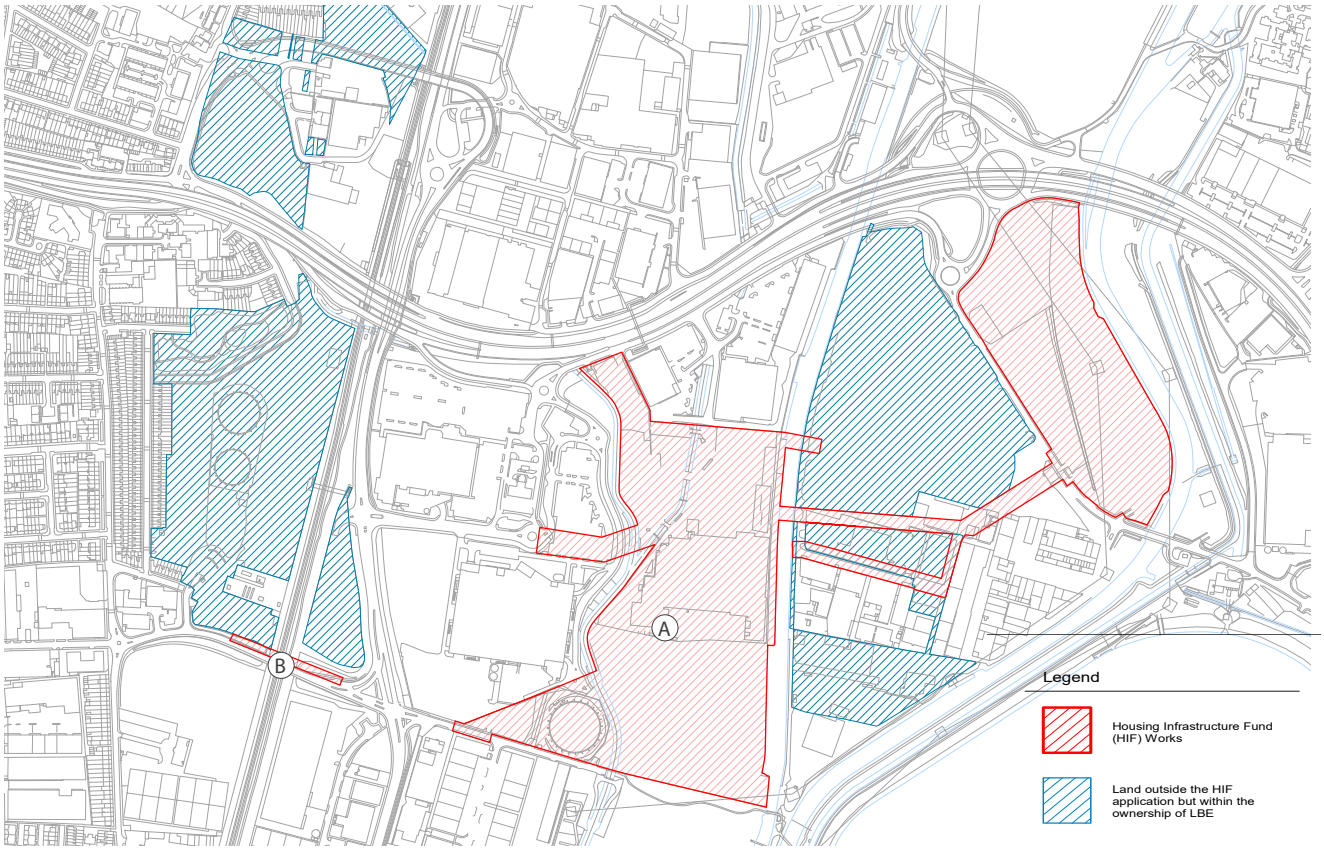 A
B
Legend
Housing Infrastructure Fund
(HIF) Works
Land outside the HIF
application but within the
ownership of LBE